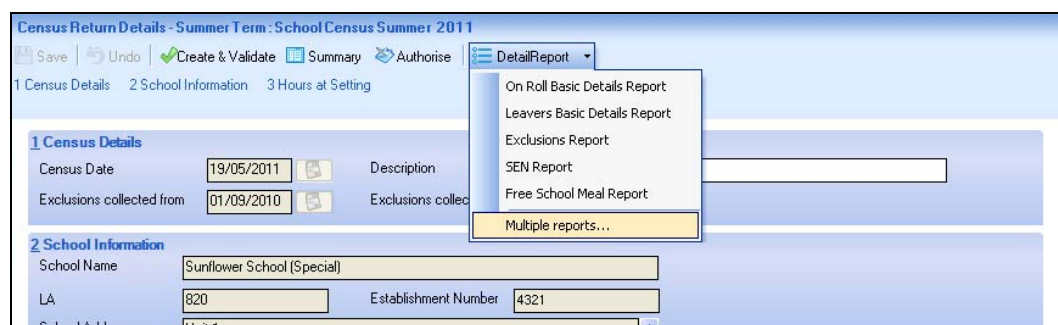 Census Return Details - Summer Term : School Census Summer 2011
Save Undo Create & Validate Summary Authorise DetailReport
1 Census Details 2 School Information 3 Hours at Setting
On Roll Basic Details Report
Leavers Basic Details Report
Exclusions Report
SEN Report
Free School Meal Report
Multiple reports...
1 Census Details
Census Date 19/05/2011 Description
Exclusions collected from 01/09/2010 Exclusions collec
2 School Information
School Name Sunflower School (Special)
LA 820 Establishment Number 4321